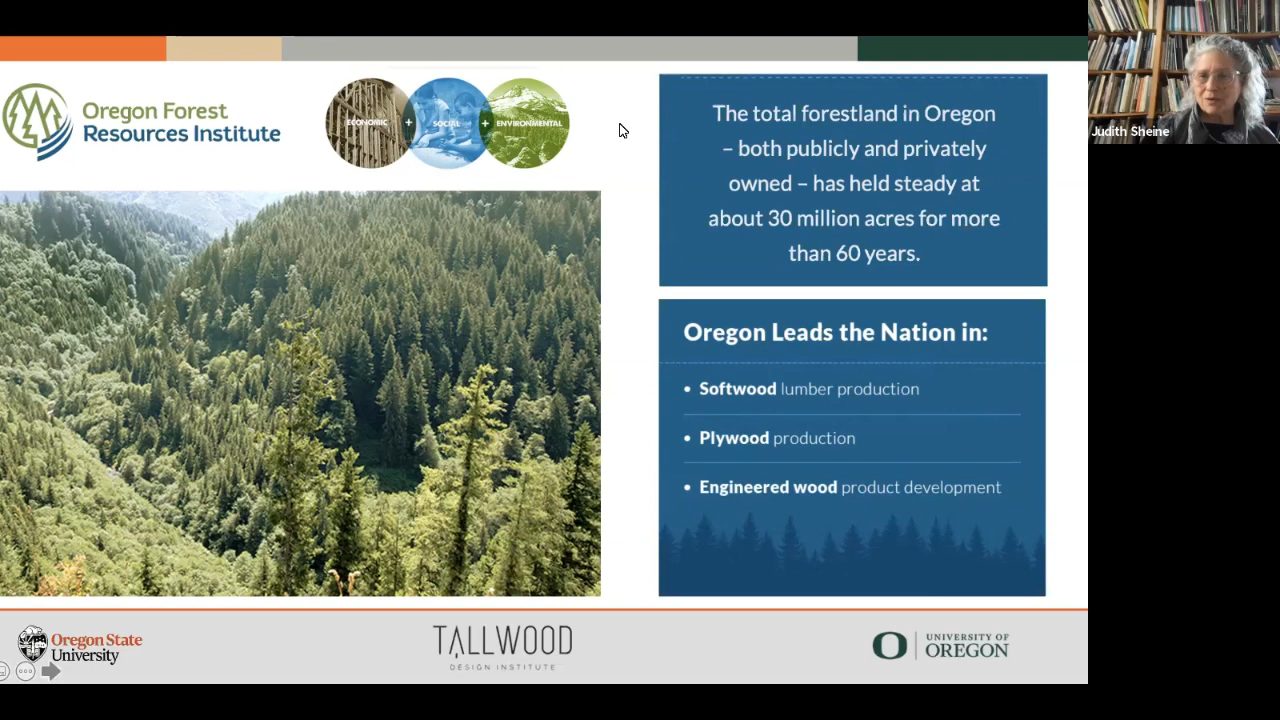 Oregon Forest
Resources Institute
ECONOMIC + SOCIAL + ENVIRONMENTAL
The total forestland in Oregon
– both publicly and privately
owned – has held steady at
about 30 million acres for more
than 60 years.
Judith Sheine
Oregon Leads the Nation in:
• Softwood lumber production
• Plywood production
• Engineered wood product development
Oregon State
University
TALLWOOD
DESIGN INSTITUTE
O
UNIVERSITY OF
OREGON